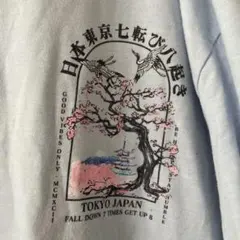 日本東京七転び八起き
GOOD VIBES ONLY - MCMXCII
TOKYO JAPAN
FALL DOWN 7 TIMES GET UP 8